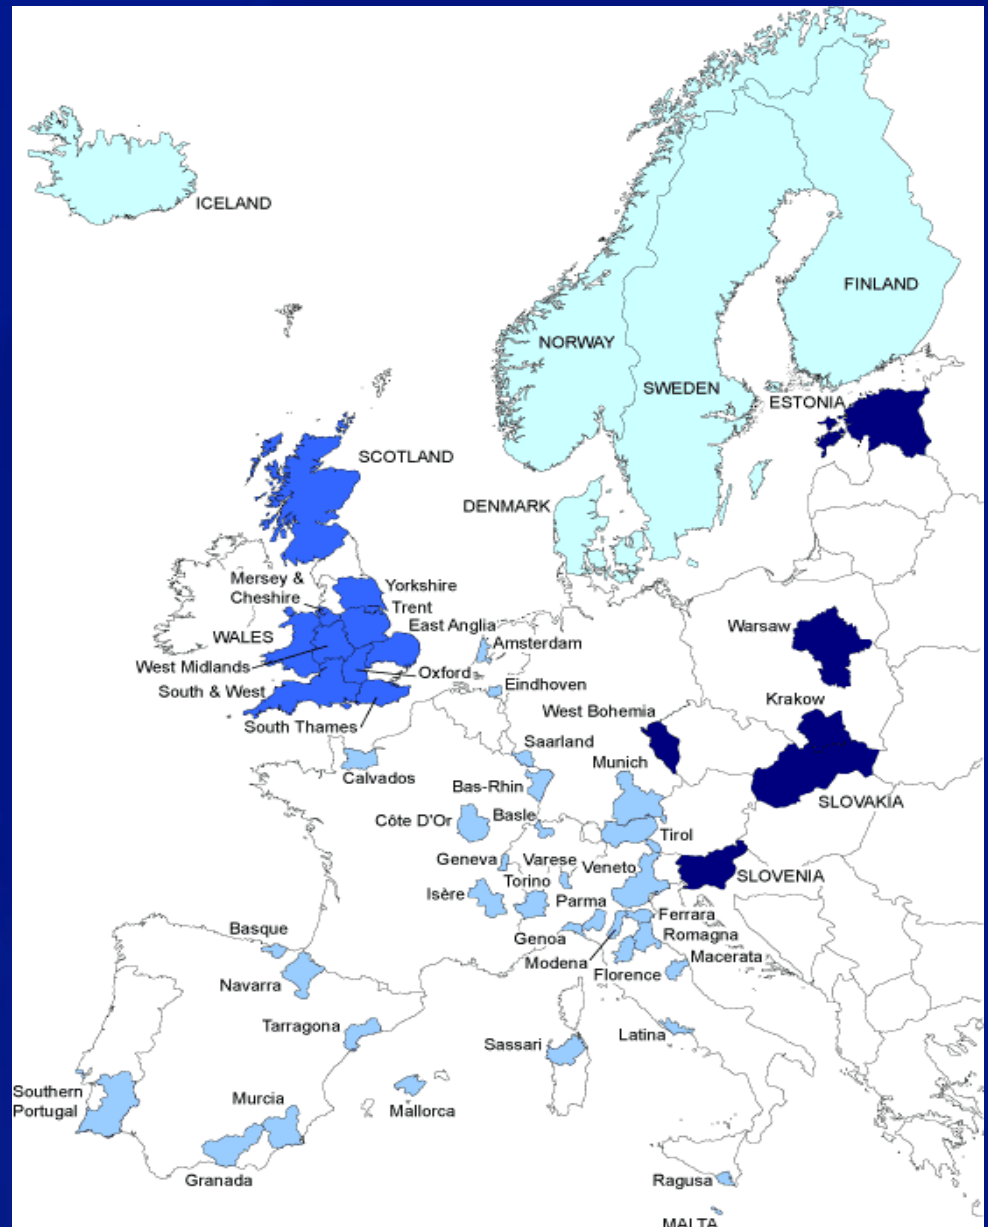 ICELAND
FINLAND
NORWAY
SWEDEN
ESTONIA
SCOTLAND
DENMARK
Mersey &
Cheshire
Yorkshire
Trent
East Anglia
WALES
Amsterdam
Warsaw
West Midlands
Oxford
South & West
Eindhoven
Krakow
South Thames
West Bohemia
Saarland
Munich
Calvados
Bas-Rhin
SLOVAKIA
Côte D'Or
Basle
Tirol
Geneva
Varese
Veneto
SLOVENIA
Isère
Torino
Parma
Ferrara
Genoa
Romagna
Basque
Modena
Macerata
Florence
Navarra
Tarragona
Latina
Sassari
Southern
Portugal
Murcia
Mallorca
Granada
Ragusa
MALTA